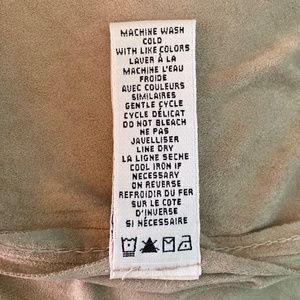 MACHINE WASH
COLD
WITH LIKE COLORS
LAVER À LA
MACHINE L'EAU
FROIDE
AVEC COULEURS
SIMILAIRES
GENTLE CYCLE
CYCLE DÉLICAT
DO NOT BLEACH
NE PAS
JAVELLISER
LINE DRY
LA LIGNE SECHE
COOL IRON IF
NECESSARY
ON REVERSE
REFROIDIR DU FER
SUR LE COTE
D'INVERSE
SI NÉCESSAIRE